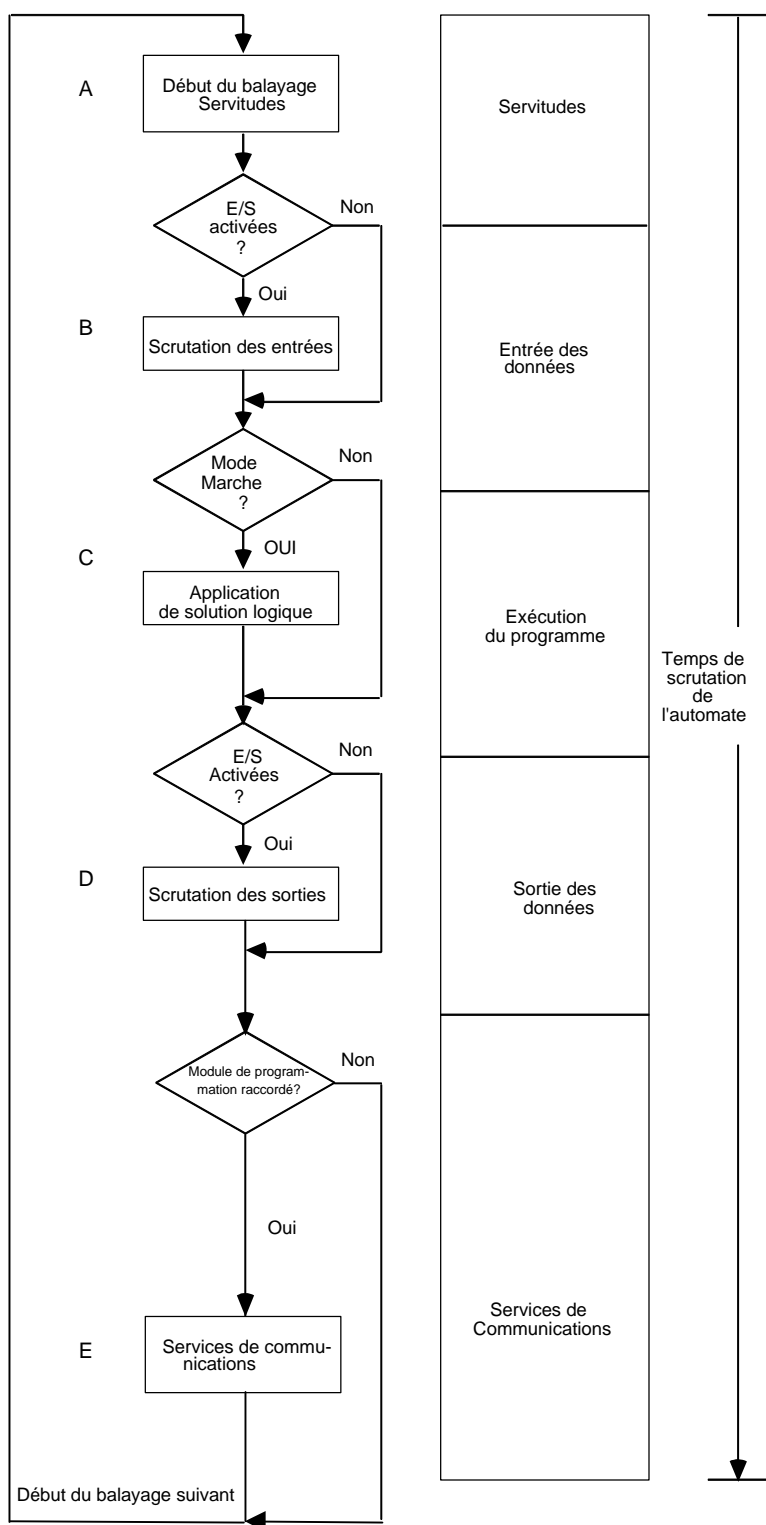 A
Début du balayage
Servitudes
Servitudes
E/S
activées
?
Non
Oui
B
Scrutation des entrées
Entrée des
données
Mode
Marche
?
Non
OUI
C
Application
de solution logique
Exécution
du programme
Temps de
scrutation
de
l'automate
E/S
Activées
?
Non
Oui
D
Scrutation des sorties
Sortie des
données
Module de program-
mation raccordé?
Non
Oui
E
Services de commu-
nications
Services de
Communications
Début du balayage suivant